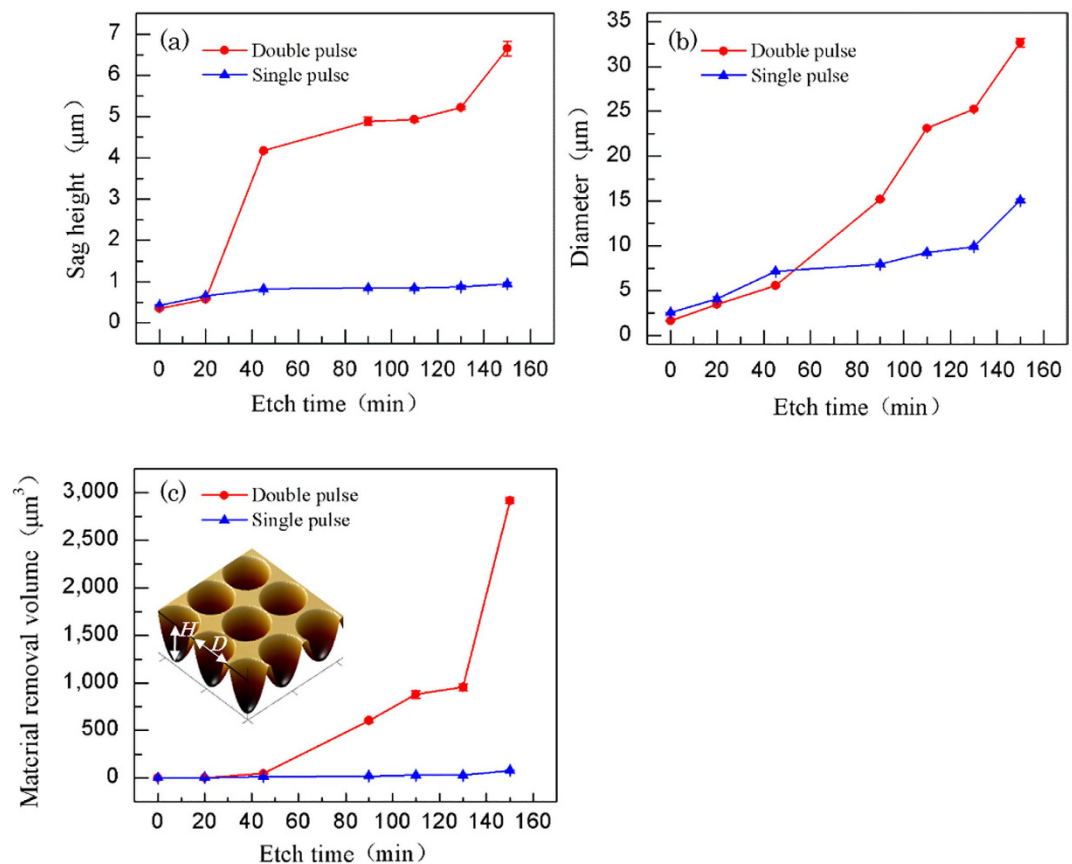 (a)
Double pulse
Single pulse
7
6
5
4
3
2
1
0
Sag height （μm）
0 20 40 60 80 100 120 140 160
Etch time（min）
(b)
Double pulse
Single pulse
35
30
25
20
15
10
5
0
Diameter（μm）
0 20 40 60 80 100 120 140 160
Etch time（min）
(c)
Double pulse
Single pulse
3,000
2,500
2,000
1,500
1,000
500
0
Material removal volume（μm³）
H
D
0 20 40 60 80 100 120 140 160
Etch time（min）